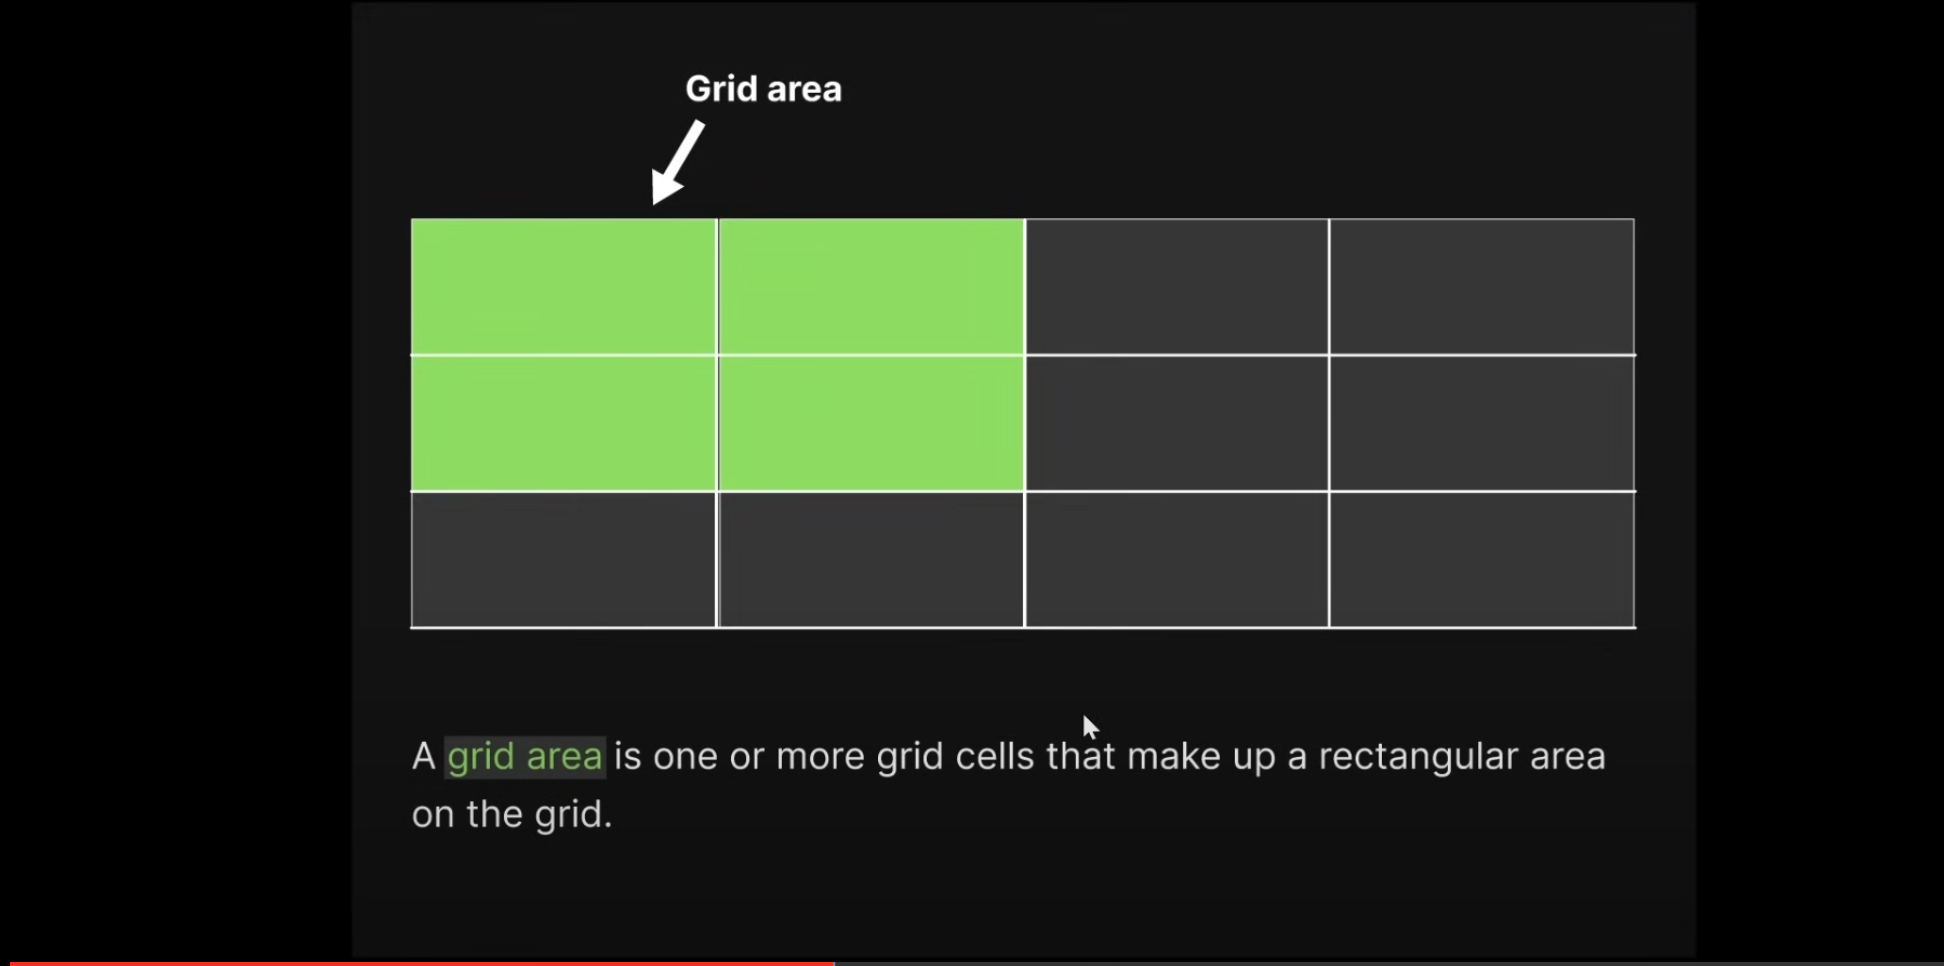 Grid area
A grid area is one or more grid cells that make up a rectangular area
on the grid.